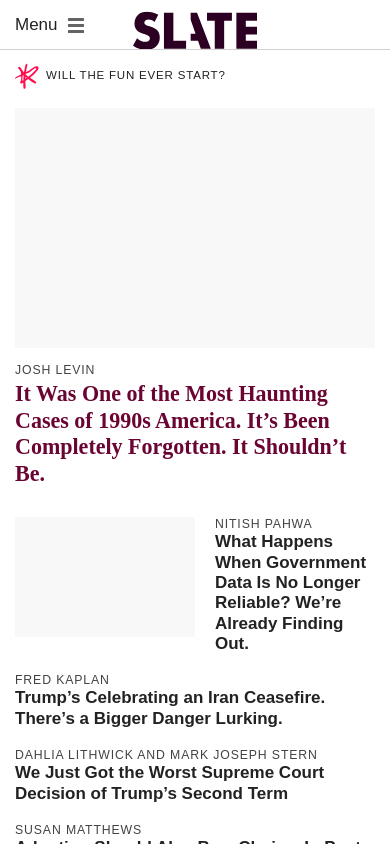 Menu
SLATE
WILL THE FUN EVER START?
JOSH LEVIN
It Was One of the Most Haunting
Cases of 1990s America. It’s Been
Completely Forgotten. It Shouldn’t
Be.
NITISH PAHWA
What Happens
When Government
Data Is No Longer
Reliable? We’re
Already Finding
Out.
FRED KAPLAN
Trump’s Celebrating an Iran Ceasefire.
There’s a Bigger Danger Lurking.
DAHLIA LITHWICK AND MARK JOSEPH STERN
We Just Got the Worst Supreme Court
Decision of Trump’s Second Term
SUSAN MATTHEWS